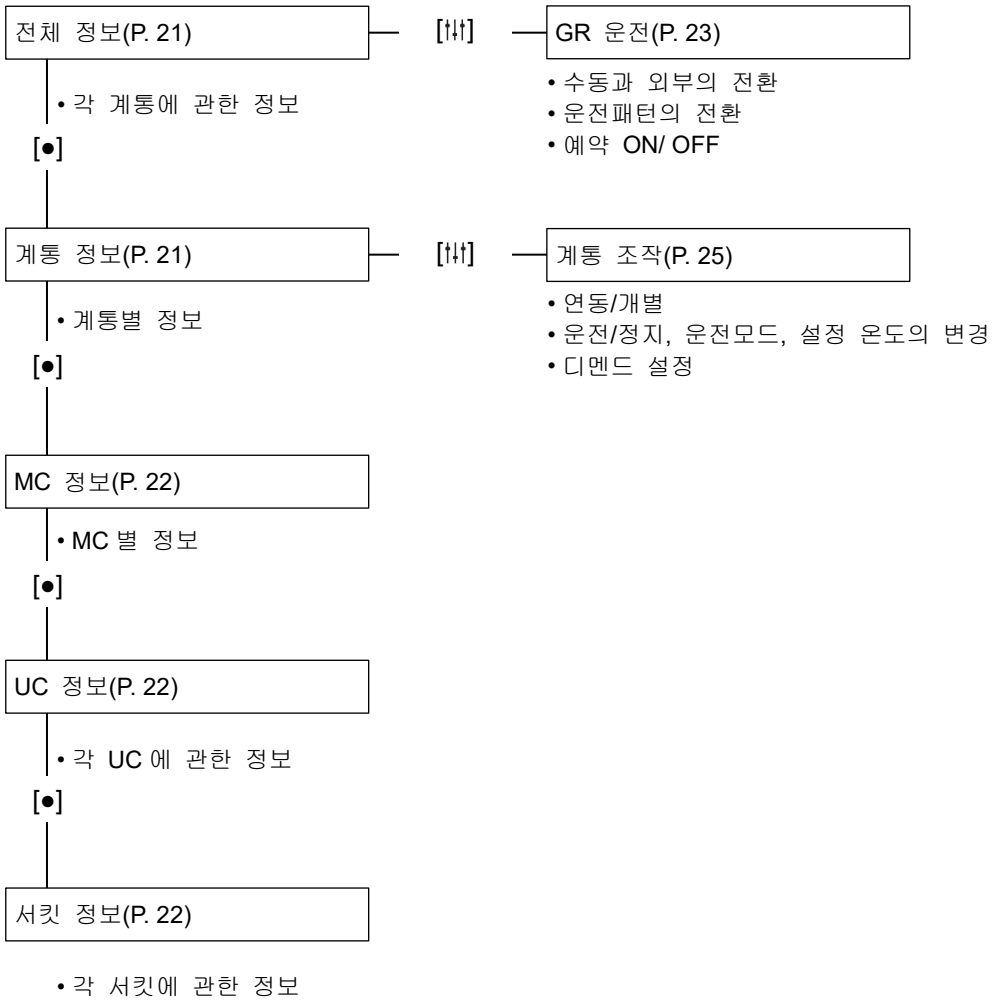 전체 정보(P. 21)
[	] GR 운전(P. 23)
• 각 계통에 관한 정보
• 수동과 외부의 전환
• 운전패턴의 전환
• 예약 ON/ OFF
[●]
계통 정보(P. 21)
계통 조작(P. 25)
• 계통별 정보
• 연동/개별
• 운전/정지, 운전모드, 설정 온도의 변경
• 디멘드 설정
[●]
MC 정보(P. 22)
• MC 별 정보
[●]
UC 정보(P. 22)
• 각 UC 에 관한 정보
[●]
서킷 정보(P. 22)
• 각 서킷에 관한 정보